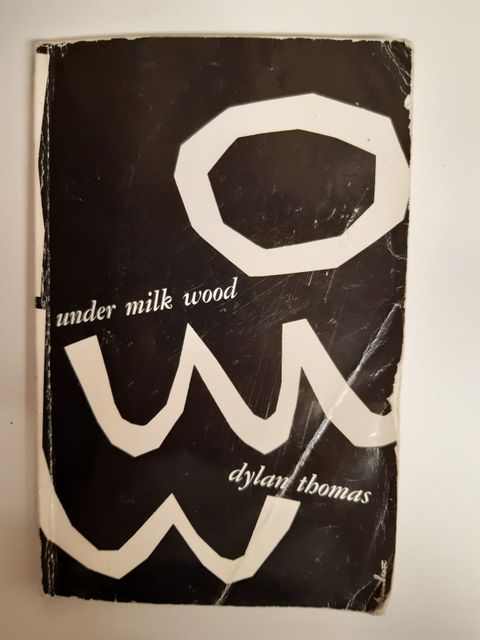 under milk wood
dylan thomas